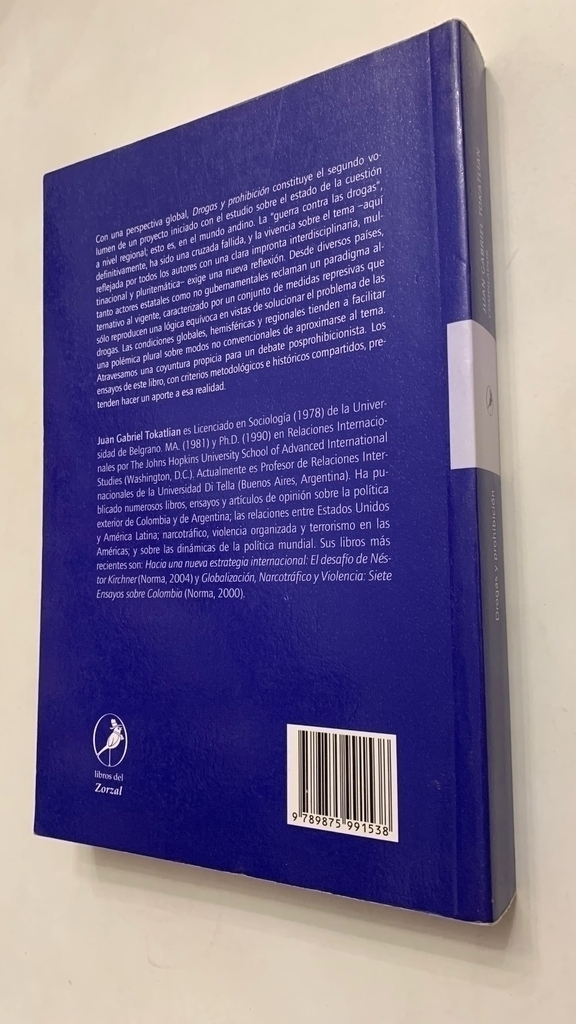 Con una perspectiva global, Drogas y prohibición constituye el segundo vo-
lumen de un proyecto iniciado con el estudio sobre el estado de la cuestión
a nivel regional; esto es, en el mundo andino. La "guerra contra las drogas",
definitivamente, ha sido una cruzada fallida, y la vivencia sobre el tema –aquí
reflejada por todos los autores con una clara impronta interdisciplinaria, mul-
tinacional y pluritemática– exige una nueva reflexión. Desde diversos países,
tanto actores estatales como no gubernamentales reclaman un paradigma al-
ternativo al vigente, caracterizado por un conjunto de medidas represivas que
sólo reproducen una lógica equívoca en vistas de solucionar el problema de las
drogas. Las condiciones globales, hemisféricas y regionales tienden a facilitar
una polémica plural sobre modos no convencionales de aproximarse al tema.
Atravesamos una coyuntura propicia para un debate posprohibicionista. Los
ensayos de este libro, con criterios metodológicos e históricos compartidos, pre-
tenden hacer un aporte a esa realidad.
Juan Gabriel Tokatlian es Licenciado en Sociología (1978) de la Univer-
sidad de Belgrano. MA. (1981) y Ph.D. (1990) en Relaciones Internacio-
nales por The Johns Hopkins University School of Advanced International
Studies (Washington, D.C.). Actualmente es Profesor de Relaciones Inter-
nacionales de la Universidad Di Tella (Buenos Aires, Argentina). Ha pu-
blicado numerosos libros, ensayos y artículos de opinión sobre la política
exterior de Colombia y de Argentina; las relaciones entre Estados Unidos
y América Latina; narcotráfico, violencia organizada y terrorismo en las
Américas; y sobre las dinámicas de la política mundial. Sus libros más
recientes son: Hacia una nueva estrategia internacional: El desafío de Nés-
tor Kirchner (Norma, 2004) y Globalización, Narcotráfico y Violencia: Siete
Ensayos sobre Colombia (Norma, 2000).
libros del
Zorzal
9 789875 991538
JUAN GABRIEL TOKATLIAN
Drogas y prohibición